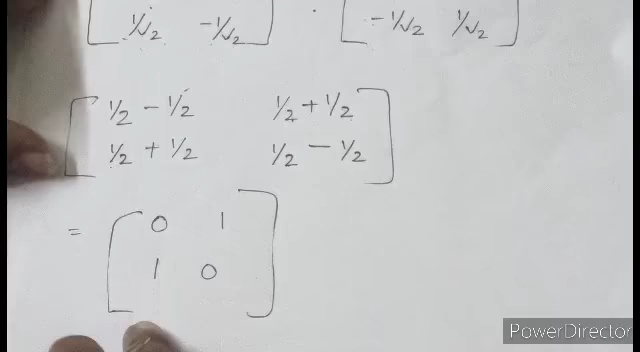 1/√2 -1/√2 . -1/√2 1/√2
1/2 - 1/2 1/2 + 1/2
1/2 + 1/2 1/2 - 1/2
= 0 1
1 0
PowerDirector